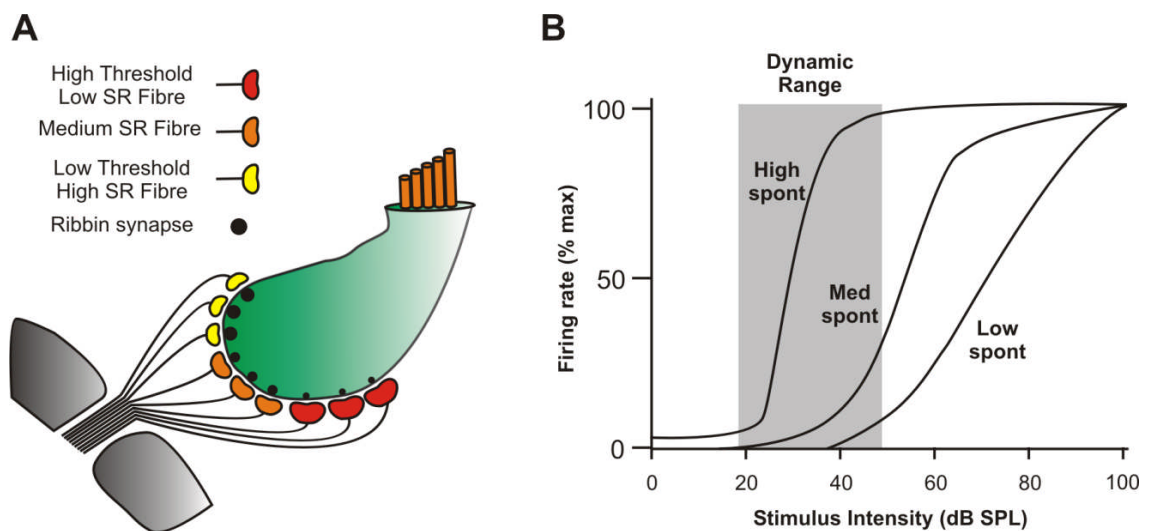 A
High Threshold
Low SR Fibre
Medium SR Fibre
Low Threshold
High SR Fibre
Ribbin synapse
B
Dynamic
Range
100
50
0
Firing rate (% max)
High
spont
Med
spont
Low
spont
0 20 40 60 80 100
Stimulus Intensity (dB SPL)